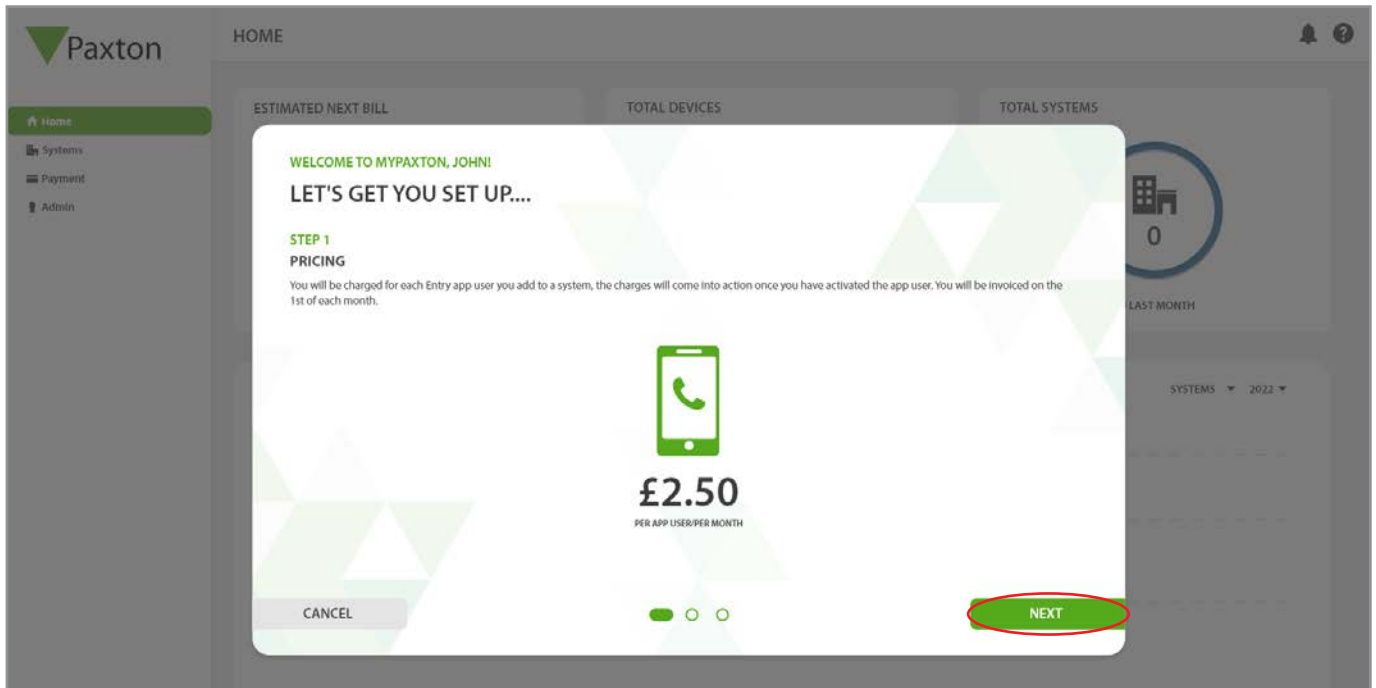 Paxton
HOME
Home
Systems
Payment
Admin
ESTIMATED NEXT BILL
TOTAL DEVICES
TOTAL SYSTEMS
0
LAST MONTH
SYSTEMS
2022
WELCOME TO MYPAXTON, JOHN!
LET'S GET YOU SET UP....
STEP 1
PRICING
You will be charged for each Entry app user you add to a system, the charges will come into action once you have activated the app user. You will be invoiced on the
1st of each month.
£2.50
PER APP USER/PER MONTH
CANCEL
NEXT